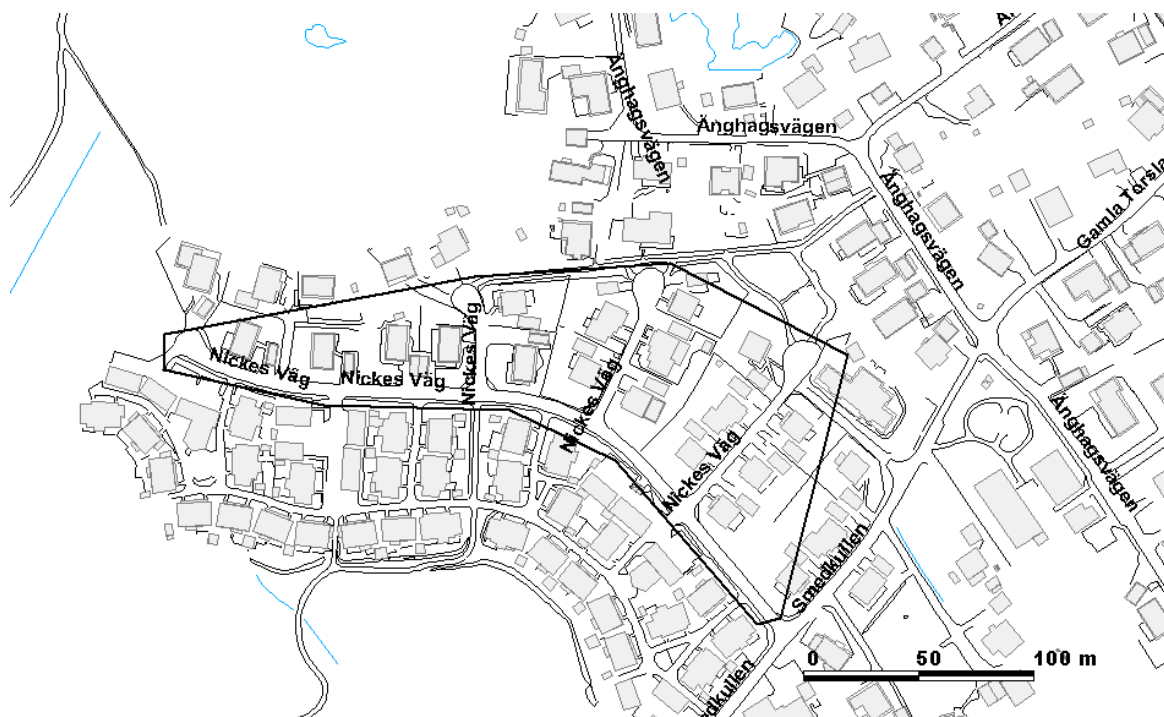 Änghagsvägen
Änghagsvägen
Änghagsvägen
Gamla Torsla
Nickes Väg
Nickes Väg
Nickes Väg
Nickes Väg
Nickes Väg
Änghagsvägen
Smedkullen
0 50 100 m
edkullen